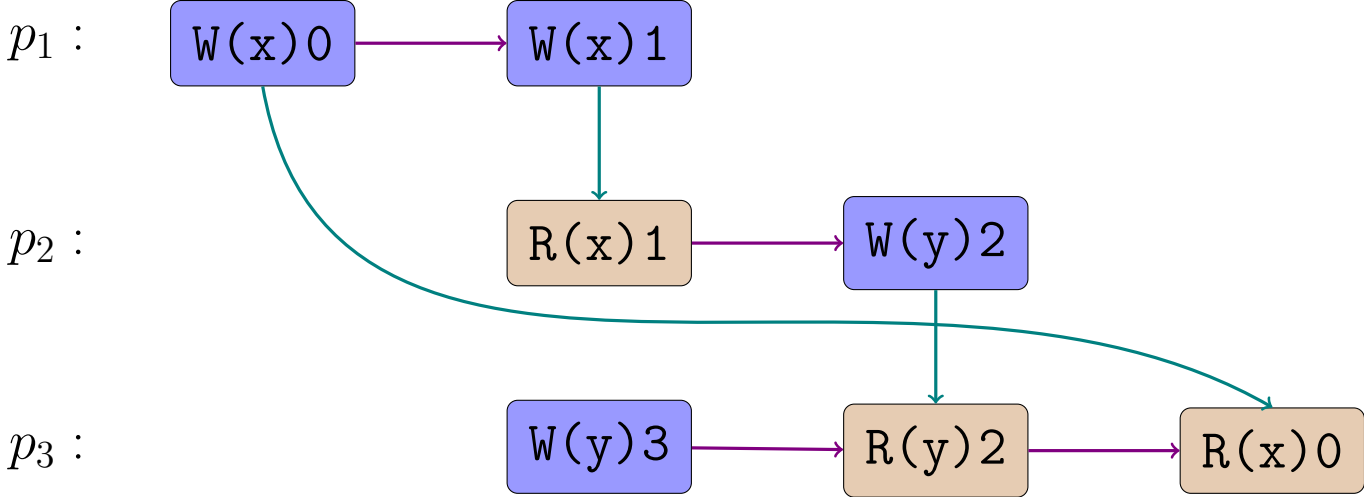 p₁ : W(x)0 W(x)1
p₂ : R(x)1 W(y)2
p₃ : W(y)3 R(y)2 R(x)0